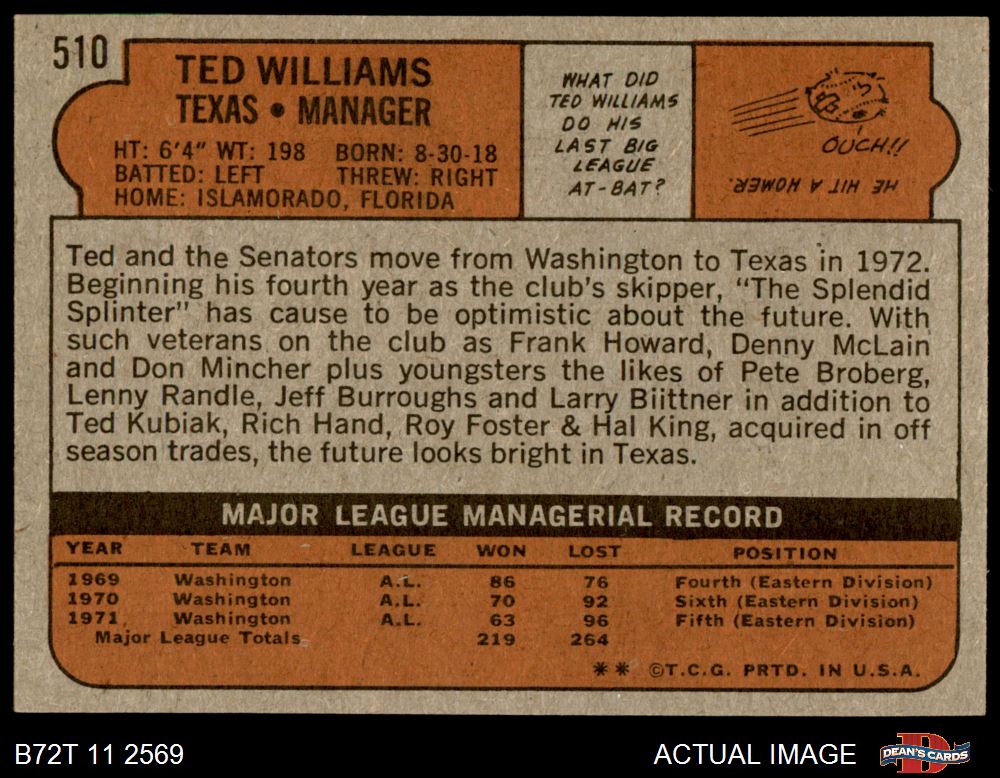 510
TED WILLIAMS
TEXAS • MANAGER
HT: 6'4" WT: 198 BORN: 8-30-18
BATTED: LEFT THREW: RIGHT
HOME: ISLAMORADO, FLORIDA
WHAT DID
TED WILLIAMS
DO HIS
LAST BIG
LEAGUE
AT-BAT?
OUCH!!
HE HIT A HOMER.
Ted and the Senators move from Washington to Texas in 1972.
Beginning his fourth year as the club's skipper, "The Splendid
Splinter" has cause to be optimistic about the future. With
such veterans on the club as Frank Howard, Denny McLain
and Don Mincher plus youngsters the likes of Pete Broberg,
Lenny Randle, Jeff Burroughs and Larry Biittner in addition to
Ted Kubiak, Rich Hand, Roy Foster & Hal King, acquired in off
season trades, the future looks bright in Texas.
MAJOR LEAGUE MANAGERIAL RECORD
YEAR TEAM LEAGUE WON LOST POSITION
1969 Washington A.L. 86 76 Fourth (Eastern Division)
1970 Washington A.L. 70 92 Sixth (Eastern Division)
1971 Washington A.L. 63 96 Fifth (Eastern Division)
Major League Totals 219 264
** ©T.C.G. PRTD. IN U.S.A.
B72T 11 2569 ACTUAL IMAGE DEAN'S CARDS